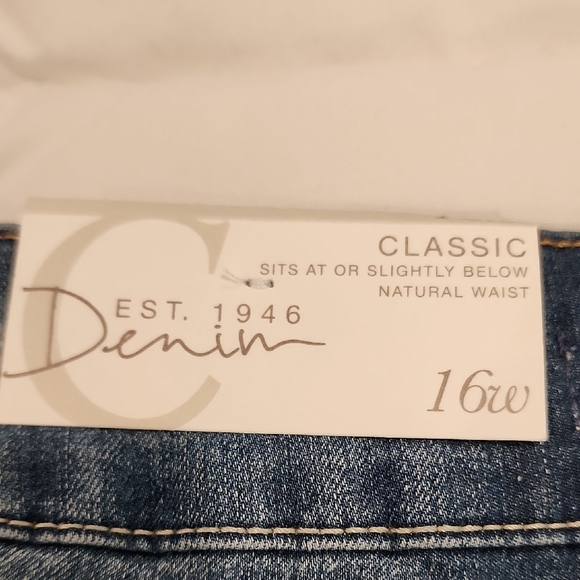 C
CLASSIC
SITS AT OR SLIGHTLY BELOW
NATURAL WAIST
EST. 1946
Denim
16w